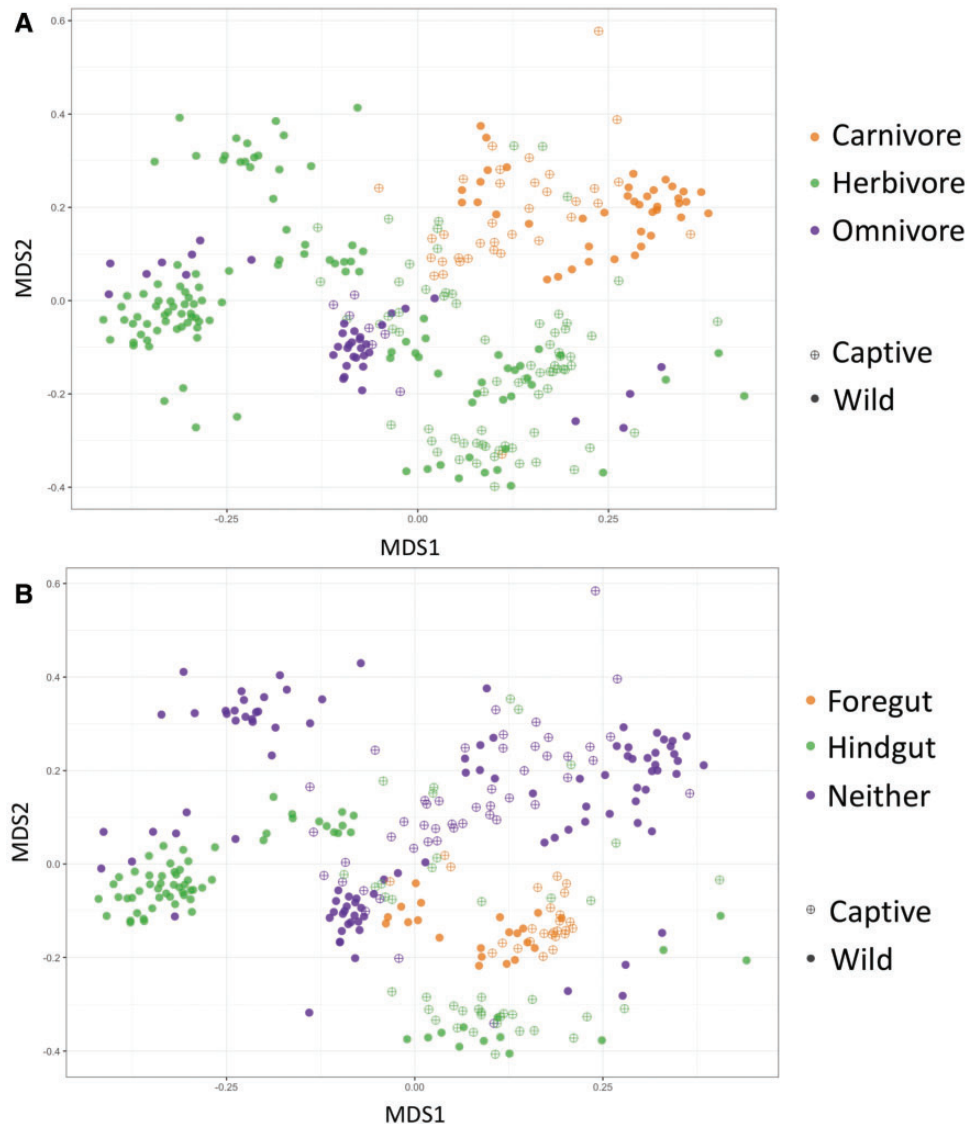 A
0.6
0.4
0.2
0.0
-0.2
-0.4
MDS2
-0.25
0.00
0.25
MDS1
Carnivore
Herbivore
Omnivore
Captive
Wild
B
0.6
0.4
0.2
0.0
-0.2
-0.4
MDS2
-0.25
0.00
0.25
MDS1
Foregut
Hindgut
Neither
Captive
Wild